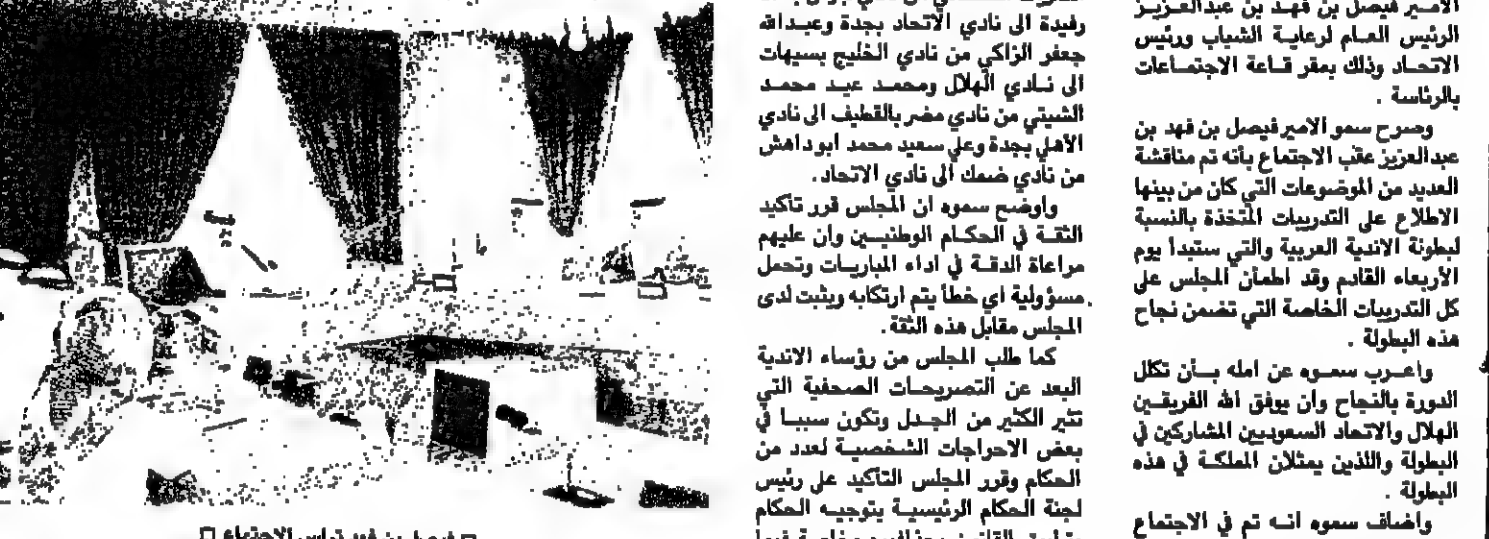 الأمير فيصل بن فهد بن عبدالعزيز
الرئيس العام لرعاية الشباب ورئيس
الاتحاد وذلك بمقر قاعة الاجتماعات
بالرئاسة .
وصرح سمو الامير فيصل بن فهد بن
عبدالعزيز عقب الاجتماع بأنه تم مناقشة
العديد من الموضوعات التي كان من بينها
الاطلاع على التدريبات المتخذة بالنسبة
لبطولة الاندية العربية والتي ستبدأ يوم
الأربعاء القادم وقد اطمأن المجلس على
كل التدريبات الخاصة التي تضمن نجاح
هذه البطولة .
واعرب سموه عن امله بأن تكلل
الدورة بالنجاح وان يوفق الله الفريقين
الهلال والاتحاد السعوديين المشاركين في
البطولة واللذين يمثلان المملكة في هذه
البطولة .
واضاف سموه انه تم في الاجتماع
رفيدة الى نادي الاتحاد بجدة وعبدالله
جعفر الزاكي من نادي الخليج بسيهات
الى نادي الهلال ومحمد عيد محمد
الشيتي من نادي مضر بالقطيف الى نادي
الأهلي بجدة وعلي سعيد محمد ابو داهش
من نادي ضمك الى نادي الاتحاد .
واوضح سموه ان المجلس قرر تأكيد
الثقة في الحكام الوطنيين وان عليهم
مراعاة الدقة في اداء المباريات وتحمل
مسؤولية اي خطأ يتم ارتكابه ويثبت لدى
المجلس مقابل هذه الثقة .
كما طلب المجلس من رؤساء الاندية
البعد عن التصريحات الصحفية التي
تثير الكثير من الجدل وتكون سببا في
بعض الاحراجات الشخصية لعدد من
الحكام وقرر المجلس التأكيد على رئيس
لجنة الحكام الرئيسية بتوجيه الحكام
فيصل بن فهد ترأس الاجتماع